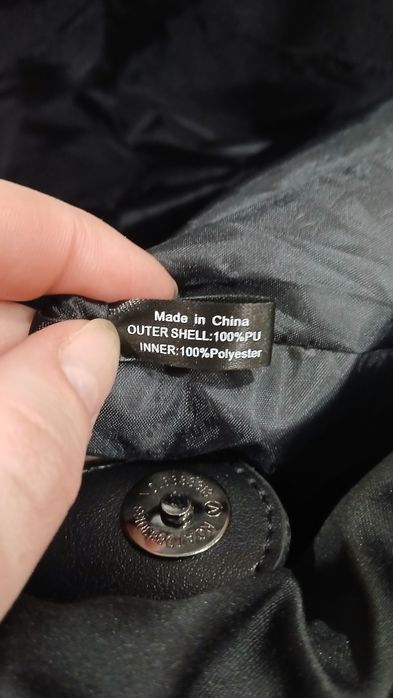 Made in China
OUTER SHELL:100%PU
INNER:100%Polyester